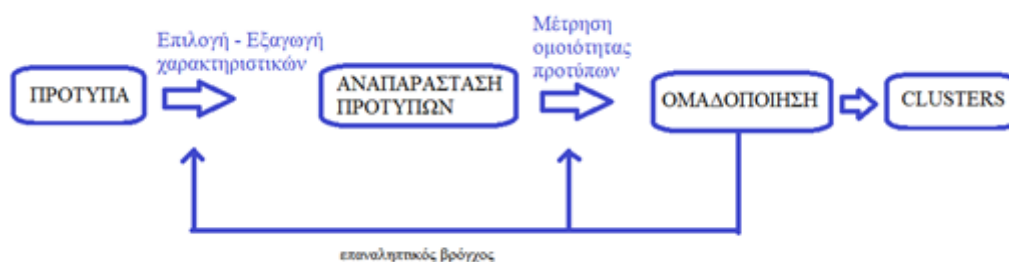 Επιλογή - Εξαγωγή
χαρακτηριστικών
Μέτρηση
ομοιότητας
προτύπων
ΠΡΟΤΥΠΑ
ΑΝΑΠΑΡΑΣΤΑΣΗ
ΠΡΟΤΥΠΩΝ
ΟΜΑΔΟΠΟΙΗΣΗ
CLUSTERS
επαναληπτικός βρόγχος